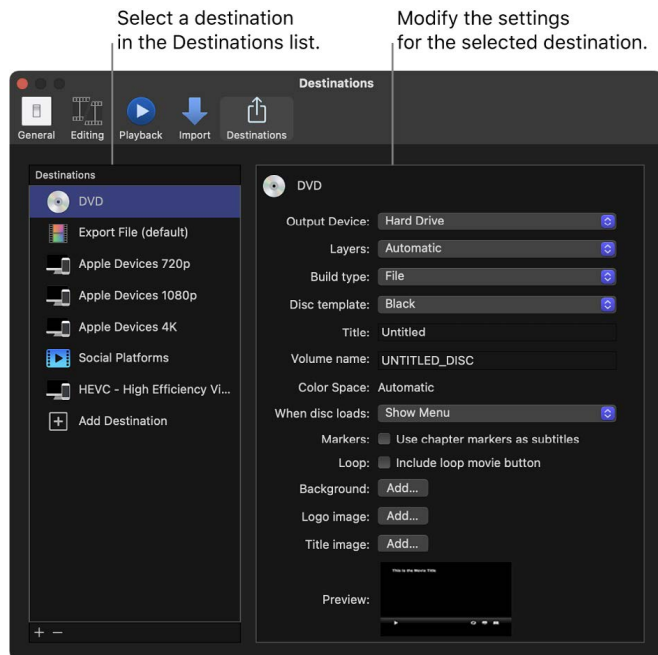 Select a destination
in the Destinations list.
Modify the settings
for the selected destination.
Destinations
General Editing Playback Import Destinations
Destinations
DVD
Export File (default)
Apple Devices 720p
Apple Devices 1080p
Apple Devices 4K
Social Platforms
HEVC - High Efficiency Vi...
Add Destination
+ −
DVD
Output Device: Hard Drive
Layers: Automatic
Build type: File
Disc template: Black
Title: Untitled
Volume name: UNTITLED_DISC
Color Space: Automatic
When disc loads: Show Menu
Markers: Use chapter markers as subtitles
Loop: Include loop movie button
Background: Add...
Logo image: Add...
Title image: Add...
Preview:
This is the Movie Title